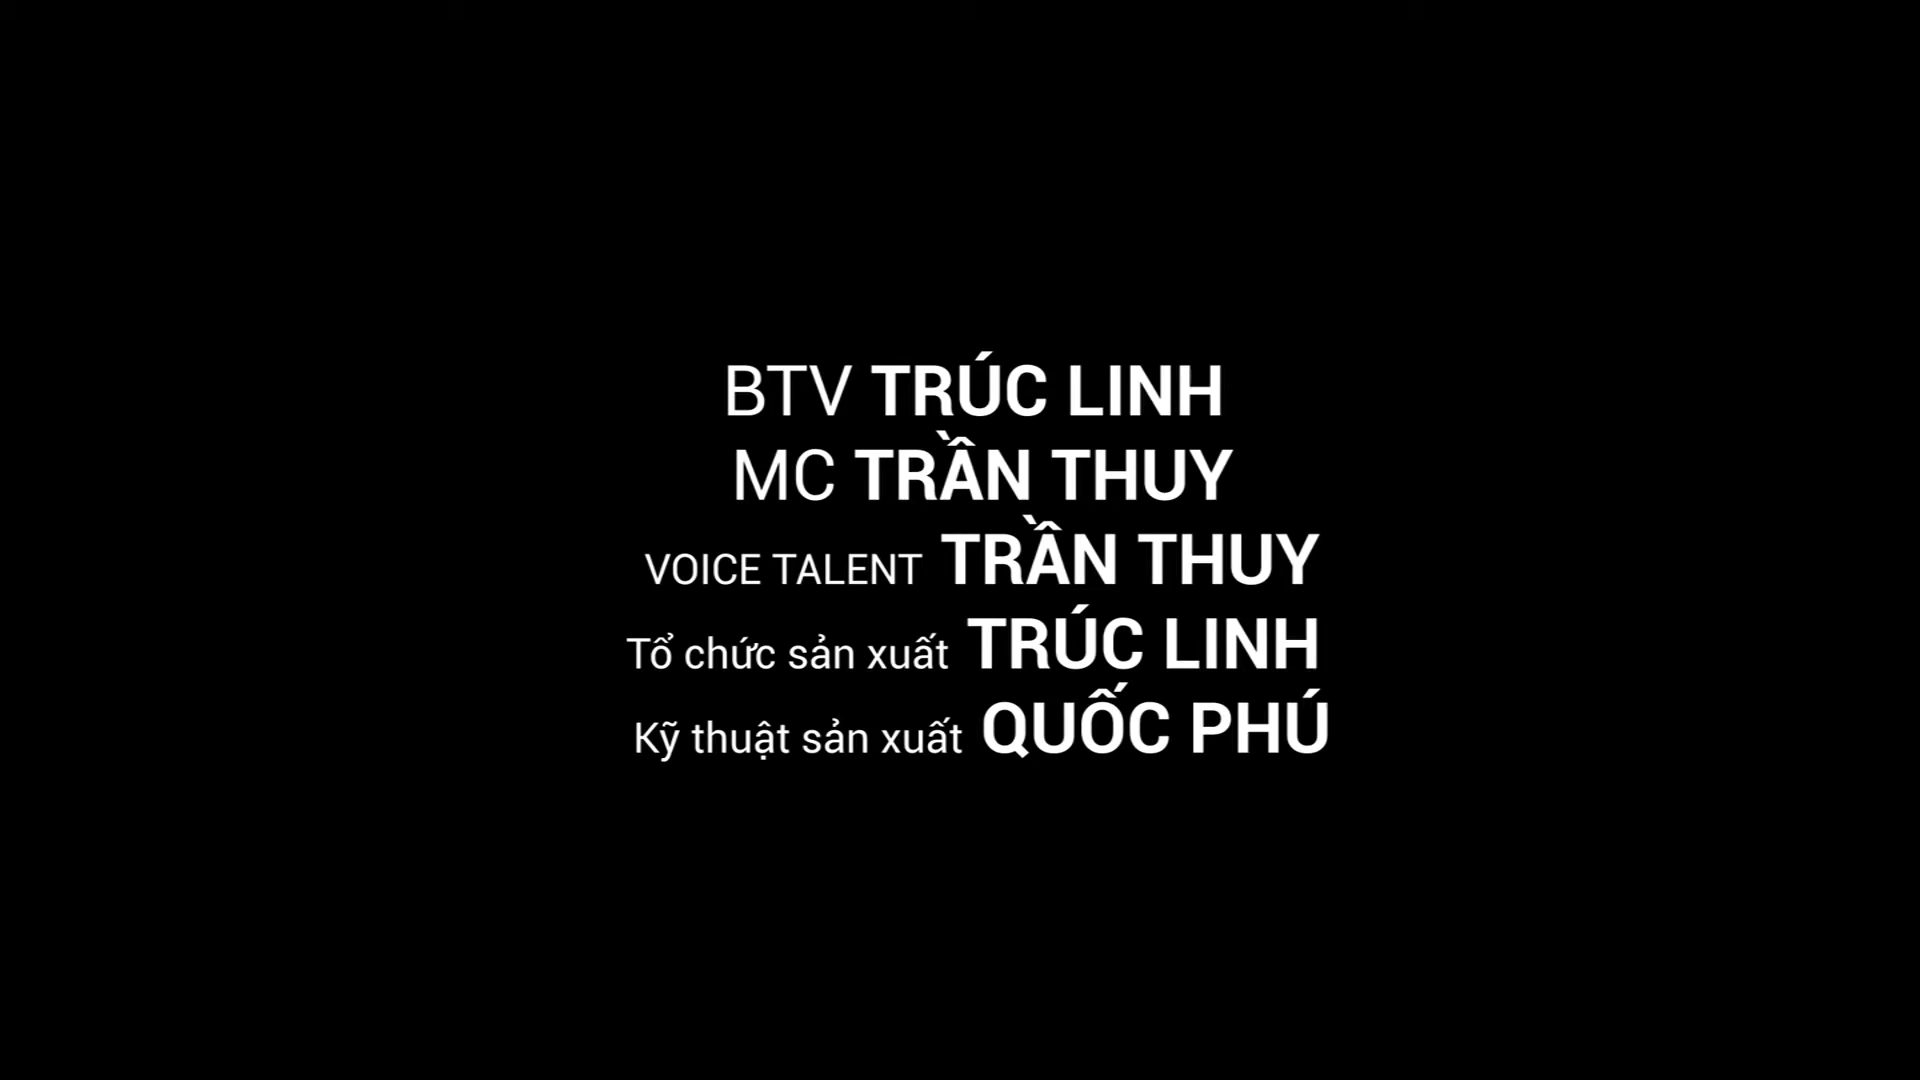 BTV TRÚC LINH
MC TRẦN THUY
VOICE TALENT TRẦN THUY
Tổ chức sản xuất TRÚC LINH
Kỹ thuật sản xuất QUỐC PHÚ